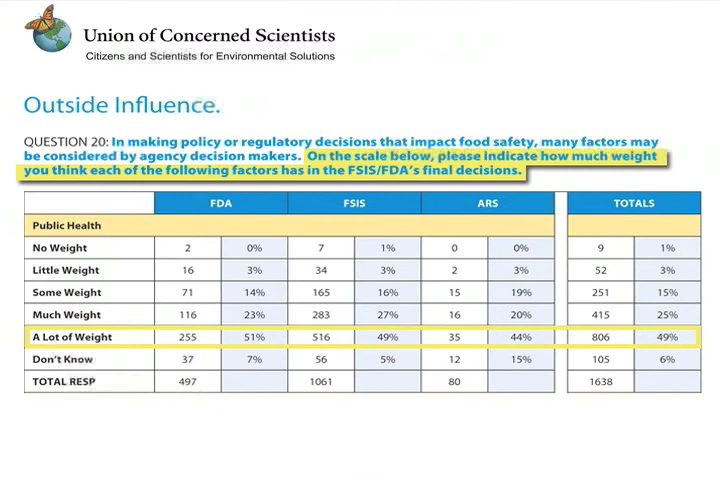 Union of Concerned Scientists
Citizens and Scientists for Environmental Solutions
Outside Influence.
QUESTION 20: In making policy or regulatory decisions that impact food safety, many factors may
be considered by agency decision makers. On the scale below, please indicate how much weight
you think each of the following factors has in the FSIS/FDA's final decisions.
FDA FSIS ARS TOTALS
Public Health
No Weight 2 0% 7 1% 0 0% 9 1%
Little Weight 16 3% 34 3% 2 3% 52 3%
Some Weight 71 14% 165 16% 15 19% 251 15%
Much Weight 116 23% 283 27% 16 20% 415 25%
A Lot of Weight 255 51% 516 49% 35 44% 806 49%
Don't Know 37 7% 56 5% 12 15% 105 6%
TOTAL RESP 497 1061 80 1638